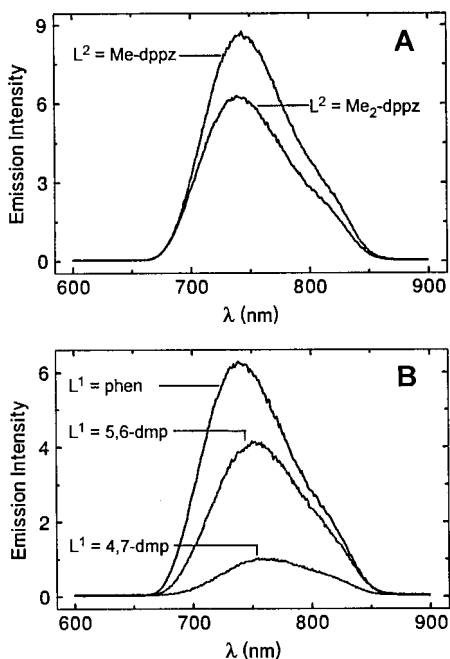 A
9
6
3
0
Emission Intensity
L² = Me-dppz
L² = Me₂-dppz
600
700
800
900
λ (nm)
B
6
4
2
0
Emission Intensity
L¹ = phen
L¹ = 5,6-dmp
L¹ = 4,7-dmp
600
700
800
900
λ (nm)